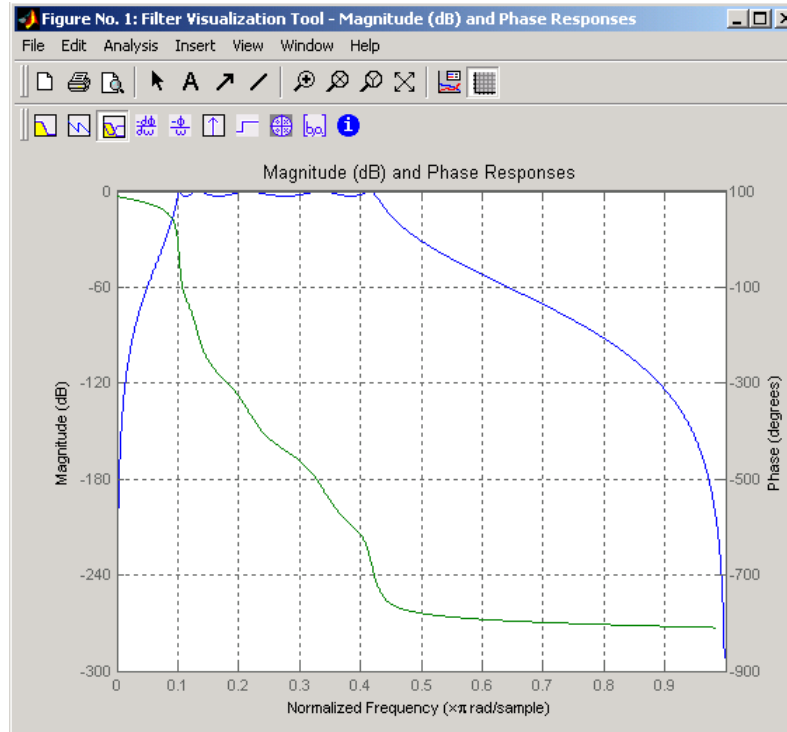 Figure No. 1: Filter Visualization Tool - Magnitude (dB) and Phase Responses
File Edit Analysis Insert View Window Help
A
[b,a]
Magnitude (dB) and Phase Responses
0
-60
-120
-180
-240
-300
Magnitude (dB)
100
-100
-300
-500
-700
-900
Phase (degrees)
0 0.1 0.2 0.3 0.4 0.5 0.6 0.7 0.8 0.9
Normalized Frequency (×π rad/sample)